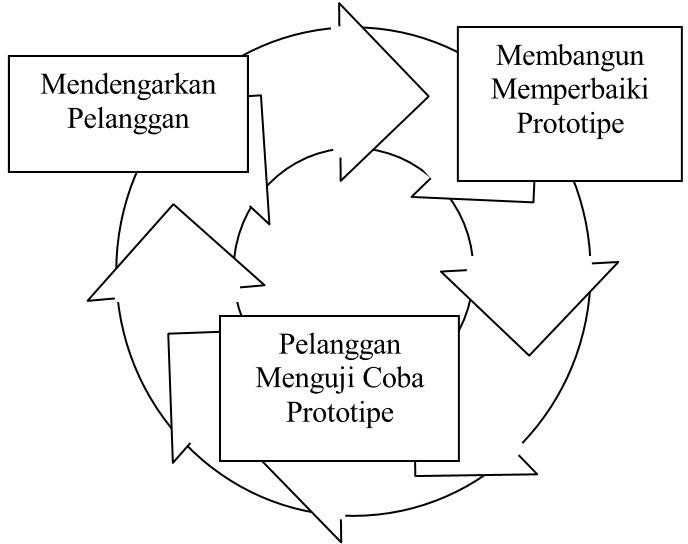 Mendengarkan
Pelanggan
Membangun
Memperbaiki
Prototipe
Pelanggan
Menguji Coba
Prototipe